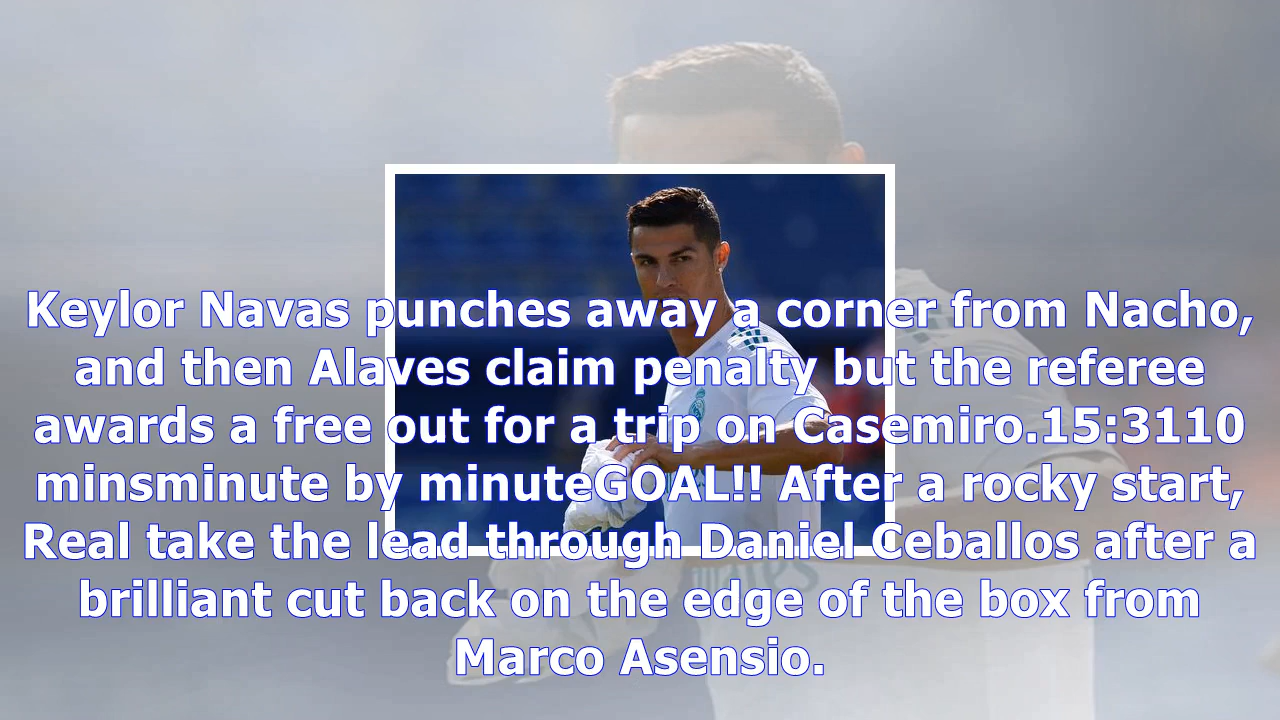 Keylor Navas punches away a corner from Nacho,
and then Alaves claim penalty but the referee
awards a free out for a trip on Casemiro.15:3110
minsminute by minuteGOAL!! After a rocky start,
Real take the lead through Daniel Ceballos after a
brilliant cut back on the edge of the box from
Marco Asensio.